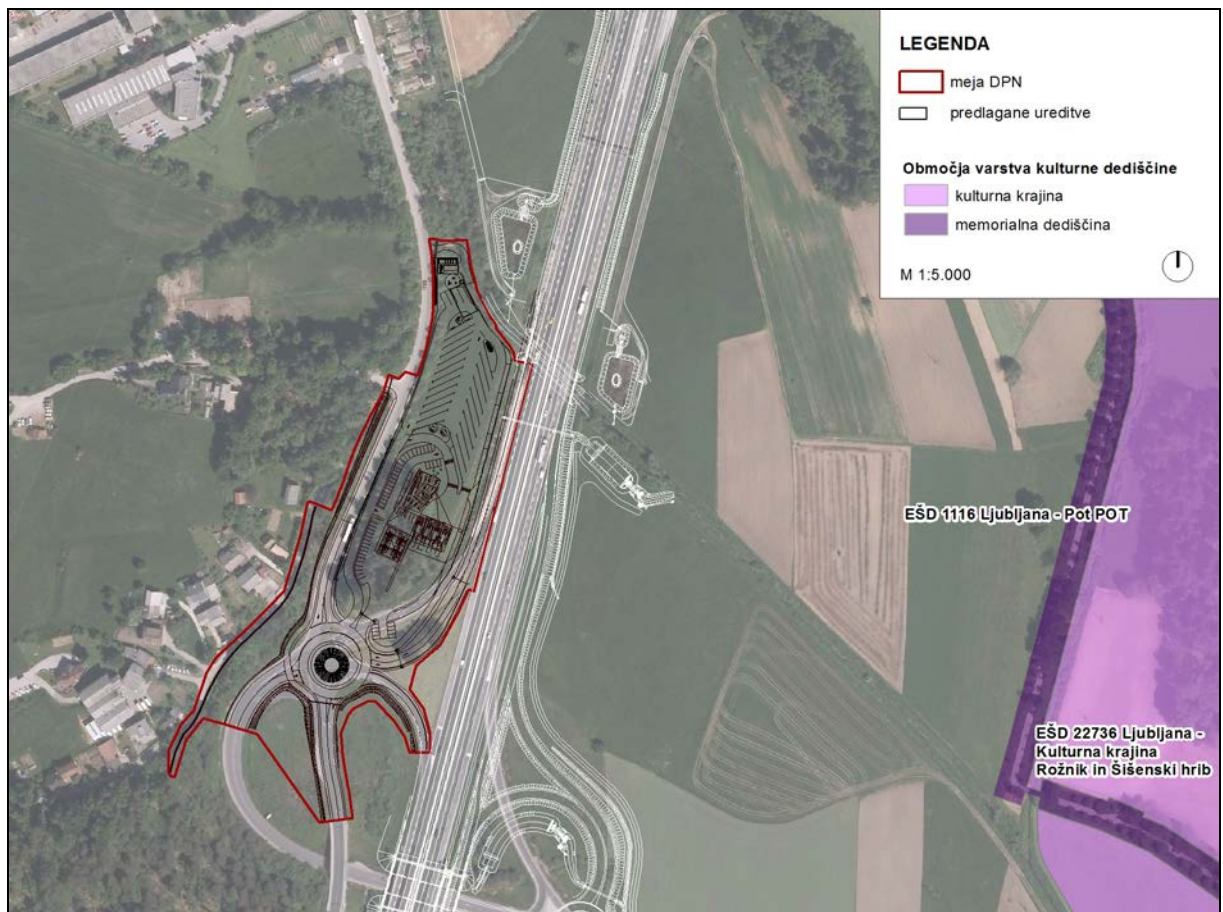 LEGENDA
meja DPN
predlagane ureditve
Območja varstva kulturne dediščine
kulturna krajina
memorialna dediščina
M 1:5.000
EŠD 1116 Ljubljana - Pot POT
EŠD 22736 Ljubljana -
Kulturna krajina
Rožnik in Šišenski hrib